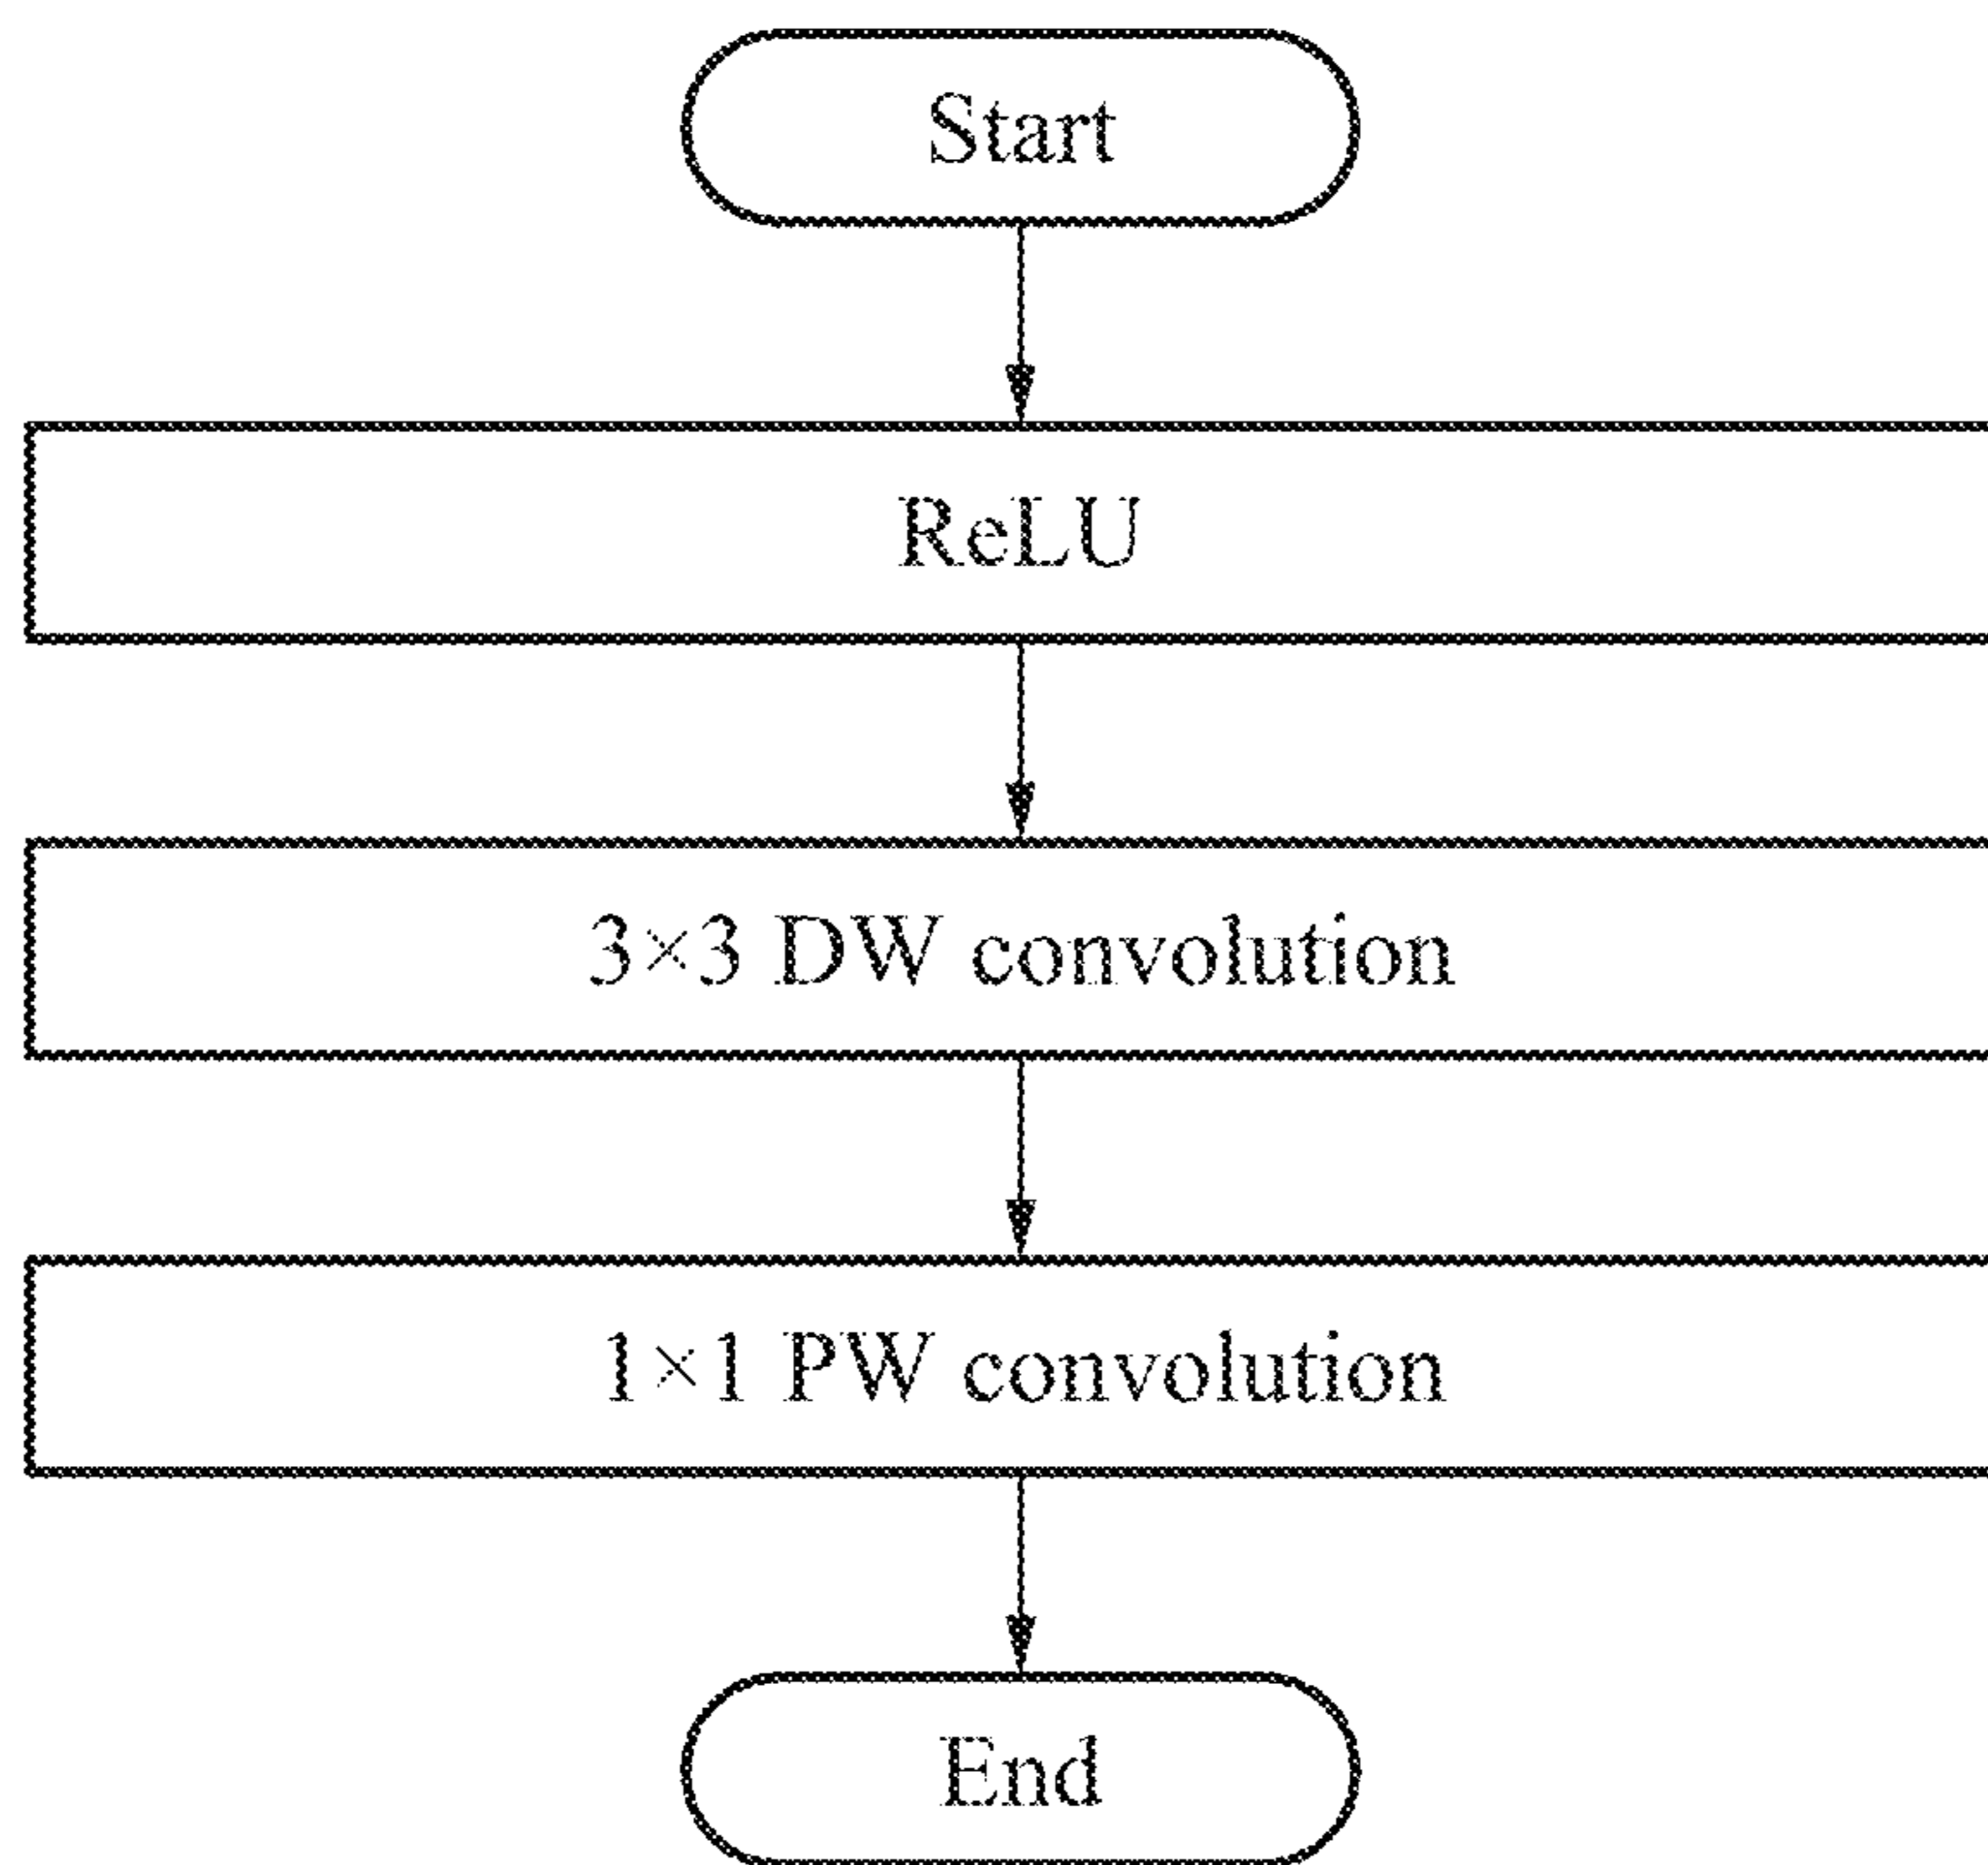 Start
ReLU
3×3 DW convolution
1×1 PW convolution
End